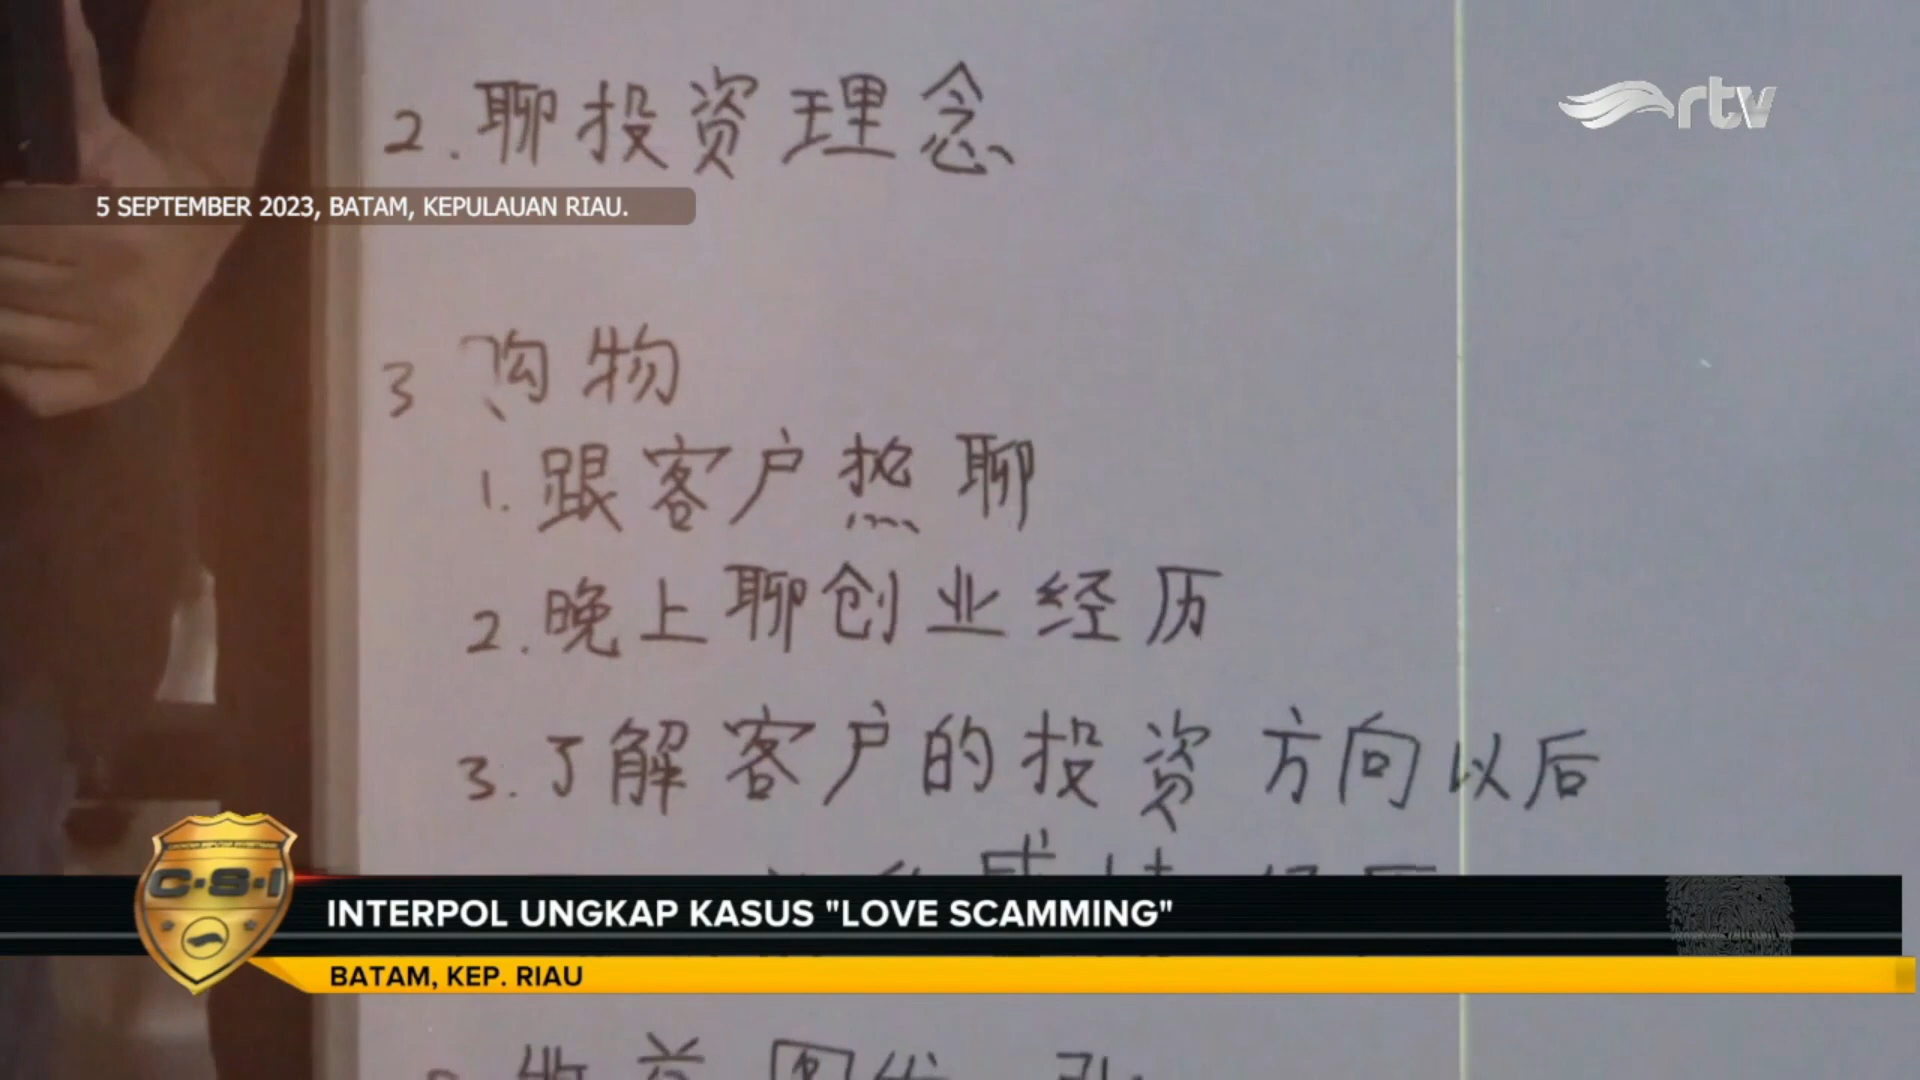 rtv
2. 聊投资理念
5 SEPTEMBER 2023, BATAM, KEPULAUAN RIAU.
3 购物
1. 跟客户热聊
2. 晚上聊创业经历
3. 了解客户的投资方向以后
C·S·I
INTERPOL UNGKAP KASUS "LOVE SCAMMING"
BATAM, KEP. RIAU